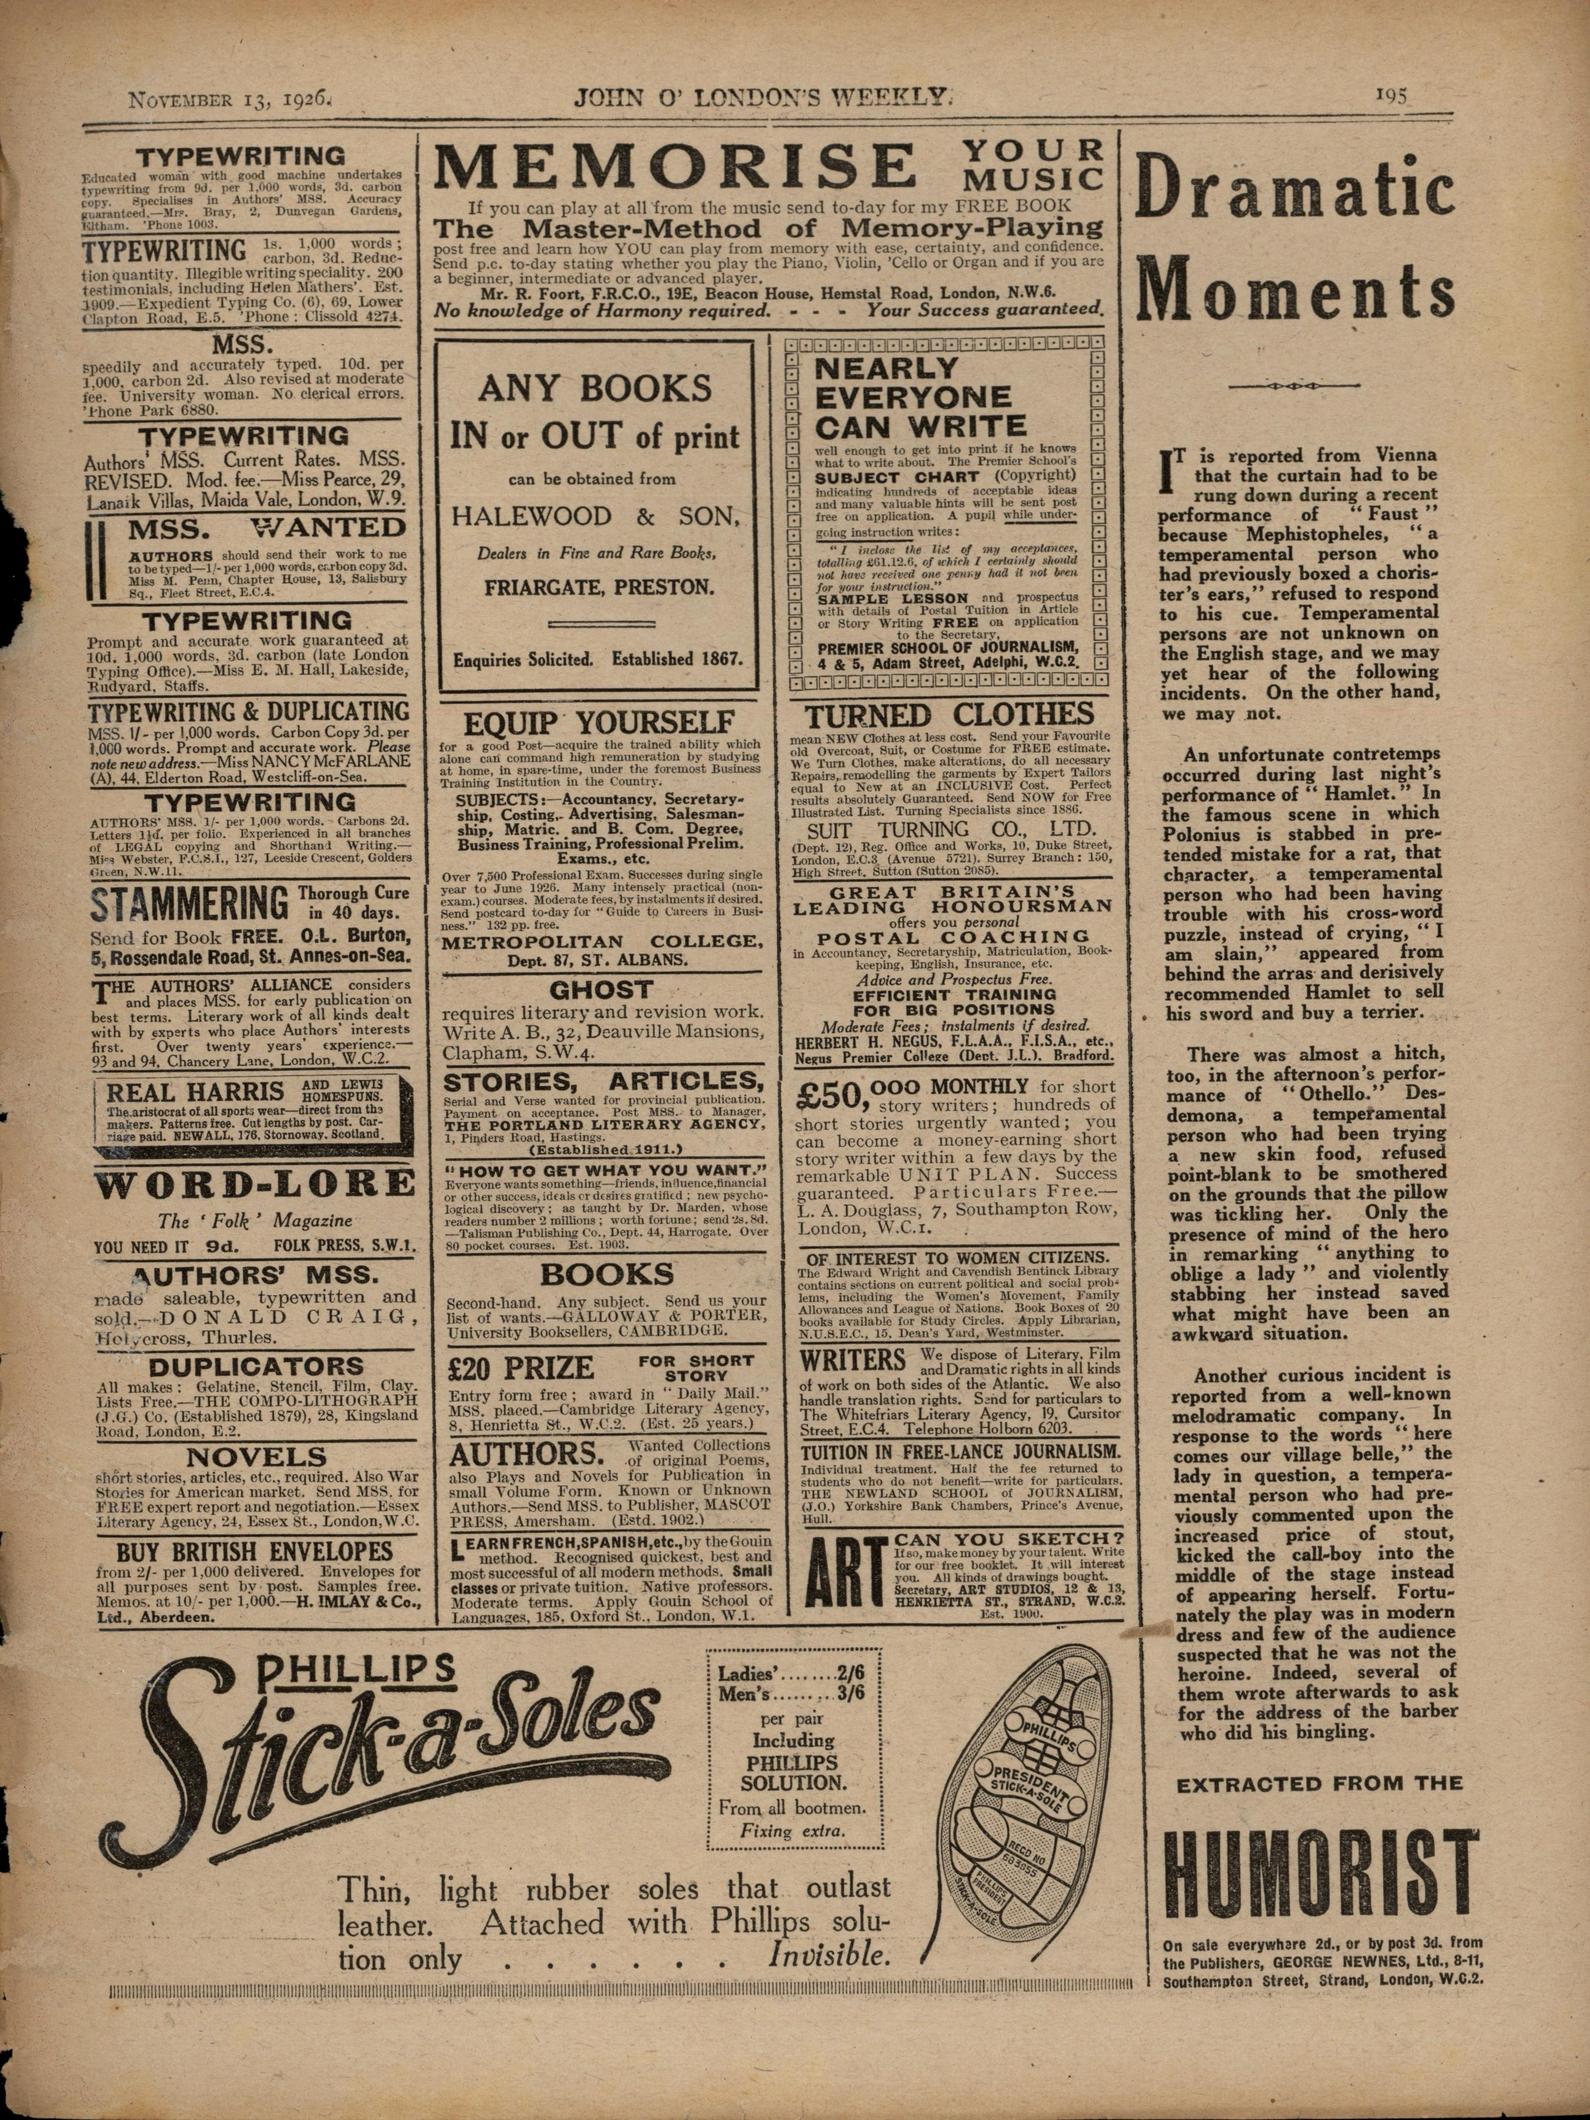 NOVEMBER 13, 1926.
JOHN O' LONDON'S WEEKLY.
195
TYPEWRITING
Educated woman with good machine undertakes
typewriting from 9d. per 1,000 words, 3d. carbon
copy. Specialises in Authors' MSS. Accuracy
guaranteed.—Mrs. Bray, 2, Dunvegan Gardens,
Eltham. 'Phone 1003.
TYPEWRITING 1s. 1,000 words;
carbon, 3d. Reduc-
tion quantity. Illegible writing speciality. 200
testimonials, including Helen Mathers'. Est.
1909.—Expedient Typing Co. (6), 69, Lower
Clapton Road, E.5. 'Phone: Clissold 4274.
MSS.
speedily and accurately typed. 10d. per
1,000, carbon 2d. Also revised at moderate
fee. University woman. No clerical errors.
'Phone Park 6880.
TYPEWRITING
Authors' MSS. Current Rates. MSS.
REVISED. Mod. fee.—Miss Pearce, 29,
Lanark Villas, Maida Vale, London, W.9.
MSS. WANTED
AUTHORS should send their work to me
to be typed—1/- per 1,000 words, carbon copy 3d.
Miss M. Penn, Chapter House, 13, Salisbury
Sq., Fleet Street, E.C.4.
TYPEWRITING
Prompt and accurate work guaranteed at
10d. 1,000 words, 3d. carbon (late London
Typing Office).—Miss E. M. Hall, Lakeside,
Rudyard, Staffs.
TYPEWRITING & DUPLICATING
MSS. 1/- per 1,000 words. Carbon Copy 3d. per
1,000 words. Prompt and accurate work. Please
note new address.—Miss NANCY McFARLANE
(A), 44, Elderton Road, Westcliff-on-Sea.
TYPEWRITING
AUTHORS' MSS. 1/- per 1,000 words. Carbons 2d.
Letters 1½d. per folio. Experienced in all branches
of LEGAL copying and Shorthand Writing.—
Miss Webster, F.C.S.I., 127, Leeside Crescent, Golders
Green, N.W.11.
STAMMERING Thorough Cure
in 40 days.
Send for Book FREE. O.L. Burton,
5, Rossendale Road, St. Annes-on-Sea.
THE AUTHORS' ALLIANCE considers
and places MSS. for early publication on
best terms. Literary work of all kinds dealt
with by experts who place Authors' interests
first. Over twenty years' experience.—
93 and 94, Chancery Lane, London, W.C.2.
REAL HARRIS AND LEWIS
HOMESPUNS.
The aristocrat of all sports wear—direct from the
makers. Patterns free. Cut lengths by post. Car-
riage paid. NEWALL, 176, Stornoway. Scotland.
WORD-LORE
The 'Folk' Magazine
YOU NEED IT 9d. FOLK PRESS, S.W.1.
AUTHORS' MSS.
made saleable, typewritten and
sold.—DONALD CRAIG,
Holycross, Thurles.
DUPLICATORS
All makes: Gelatine, Stencil, Film, Clay.
Lists Free.—THE COMPO-LITHOGRAPH
(J.G.) Co. (Established 1879), 28, Kingsland
Road, London, E.2.
NOVELS
short stories, articles, etc., required. Also War
Stories for American market. Send MSS. for
FREE expert report and negotiation.—Essex
Literary Agency, 24, Essex St., London, W.C.
BUY BRITISH ENVELOPES
from 2/- per 1,000 delivered. Envelopes for
all purposes sent by post. Samples free.
Memos. at 10/- per 1,000.—H. IMLAY & Co.,
Ltd., Aberdeen.
MEMORISE YOUR
MUSIC
If you can play at all from the music send to-day for my FREE BOOK
The Master-Method of Memory-Playing
post free and learn how YOU can play from memory with ease, certainty, and confidence.
Send p.c. to-day stating whether you play the Piano, Violin, 'Cello or Organ and if you are
a beginner, intermediate or advanced player.
Mr. R. Foort, F.R.C.O., 19E, Beacon House, Hemstal Road, London, N.W.6.
No knowledge of Harmony required. - - - Your Success guaranteed.
ANY BOOKS
IN or OUT of print
can be obtained from
HALEWOOD & SON,
Dealers in Fine and Rare Books,
FRIARGATE, PRESTON.
Enquiries Solicited. Established 1867.
EQUIP YOURSELF
for a good Post—acquire the trained ability which
alone can command high remuneration by studying
at home, in spare-time, under the foremost Business
Training Institution in the Country.
SUBJECTS:—Accountancy, Secretary-
ship, Costing, Advertising, Salesman-
ship, Matric. and B. Com. Degree,
Business Training, Professional Prelim.
Exams., etc.
Over 7,500 Professional Exam. Successes during single
year to June 1926. Many intensely practical (non-
exam.) courses. Moderate fees, by instalments if desired.
Send postcard to-day for "Guide to Careers in Busi-
ness." 132 pp. free.
METROPOLITAN COLLEGE,
Dept. 87, ST. ALBANS.
GHOST
requires literary and revision work.
Write A. B., 32, Deauville Mansions,
Clapham, S.W.4.
STORIES, ARTICLES,
Serial and Verse wanted for provincial publication.
Payment on acceptance. Post MSS. to Manager,
THE PORTLAND LITERARY AGENCY,
1, Pinders Road, Hastings.
(Established 1911.)
"HOW TO GET WHAT YOU WANT."
Everyone wants something—friends, influence, financial
or other success, ideals or desires gratified; new psycho-
logical discovery; as taught by Dr. Marden, whose
readers number 2 millions; worth fortune; send 2s. 8d.
—Talisman Publishing Co., Dept. 44, Harrogate. Over
80 pocket courses. Est. 1903.
BOOKS
Second-hand. Any subject. Send us your
list of wants.—GALLOWAY & PORTER,
University Booksellers, CAMBRIDGE.
£20 PRIZE FOR SHORT
STORY
Entry form free; award in "Daily Mail."
MSS. placed.—Cambridge Literary Agency,
8, Henrietta St., W.C.2. (Est. 25 years.)
AUTHORS. Wanted Collections
of original Poems,
also Plays and Novels for Publication in
small Volume Form. Known or Unknown
Authors.—Send MSS. to Publisher, MASCOT
PRESS, Amersham. (Estd. 1902.)
LEARN FRENCH, SPANISH, etc., by the Gouin
method. Recognised quickest, best and
most successful of all modern methods. Small
classes or private tuition. Native professors.
Moderate terms. Apply Gouin School of
Languages, 185, Oxford St., London, W.1.
NEARLY
EVERYONE
CAN WRITE
well enough to get into print if he knows
what to write about. The Premier School's
SUBJECT CHART (Copyright)
indicating hundreds of acceptable ideas
and many valuable hints will be sent post
free on application. A pupil while under-
going instruction writes:
"I inclose the list of my acceptances,
totalling £61.12.6, of which I certainly should
not have received one penny had it not been
for your instruction."
SAMPLE LESSON and prospectus
with details of Postal Tuition in Article
or Story Writing FREE on application
to the Secretary,
PREMIER SCHOOL OF JOURNALISM,
4 & 5, Adam Street, Adelphi, W.C.2.
TURNED CLOTHES
mean NEW Clothes at less cost. Send your Favourite
old Overcoat, Suit, or Costume for FREE estimate.
We Turn Clothes, make alterations, do all necessary
Repairs, remodelling the garments by Expert Tailors
equal to New at an INCLUSIVE Cost. Perfect
results absolutely Guaranteed. Send NOW for Free
Illustrated List. Turning Specialists since 1886.
SUIT TURNING CO., LTD.
(Dept. 12), Reg. Office and Works, 10, Duke Street,
London, E.C.3 (Avenue 5721). Surrey Branch: 150,
High Street, Sutton (Sutton 2085).
GREAT BRITAIN'S
LEADING HONOURSMAN
offers you personal
POSTAL COACHING
in Accountancy, Secretaryship, Matriculation, Book-
keeping, English, Insurance, etc.
Advice and Prospectus Free.
EFFICIENT TRAINING
FOR BIG POSITIONS
Moderate Fees; instalments if desired.
HERBERT H. NEGUS, F.L.A.A., F.I.S.A., etc.,
Negus Premier College (Dept. J.L.). Bradford.
£50,000 MONTHLY for short
story writers; hundreds of
short stories urgently wanted; you
can become a money-earning short
story writer within a few days by the
remarkable UNIT PLAN. Success
guaranteed. Particulars Free.—
L. A. Douglass, 7, Southampton Row,
London, W.C.1.
OF INTEREST TO WOMEN CITIZENS.
The Edward Wright and Cavendish Bentinck Library
contains sections on current political and social prob-
lems, including the Women's Movement, Family
Allowances and League of Nations. Book Boxes of 20
books available for Study Circles. Apply Librarian,
N.U.S.E.C., 15, Dean's Yard, Westminster.
WRITERS We dispose of Literary, Film
and Dramatic rights in all kinds
of work on both sides of the Atlantic. We also
handle translation rights. Send for particulars to
The Whitefriars Literary Agency, 19, Cursitor
Street, E.C.4. Telephone Holborn 6203.
TUITION IN FREE-LANCE JOURNALISM.
Individual treatment. Half the fee returned to
students who do not benefit—write for particulars.
THE NEWLAND SCHOOL of JOURNALISM,
(J.O.) Yorkshire Bank Chambers, Prince's Avenue,
Hull.
ART CAN YOU SKETCH?
If so, make money by your talent. Write
for our free booklet. It will interest
you. All kinds of drawings bought.
Secretary, ART STUDIOS, 12 & 13,
HENRIETTA ST., STRAND, W.C.2.
Est. 1900.
PHILLIPS
Stick-a-Soles
Ladies'........2/6
Men's.........3/6
per pair
Including
PHILLIPS
SOLUTION.
From all bootmen.
Fixing extra.
Thin, light rubber soles that outlast
leather. Attached with Phillips solu-
tion only . . . . . . Invisible.
PHILLIPS
PRESIDENT
STICK-A-SOLE
REGD NO
683055
PHILLIPS
PRESIDENT
STICK-A-SOLE
Dramatic
Moments
IT is reported from Vienna
that the curtain had to be
rung down during a recent
performance of "Faust"
because Mephistopheles, "a
temperamental person who
had previously boxed a choris-
ter's ears," refused to respond
to his cue. Temperamental
persons are not unknown on
the English stage, and we may
yet hear of the following
incidents. On the other hand,
we may not.
An unfortunate contretemps
occurred during last night's
performance of "Hamlet." In
the famous scene in which
Polonius is stabbed in pre-
tended mistake for a rat, that
character, a temperamental
person who had been having
trouble with his cross-word
puzzle, instead of crying, "I
am slain," appeared from
behind the arras and derisively
recommended Hamlet to sell
his sword and buy a terrier.
There was almost a hitch,
too, in the afternoon's perfor-
mance of "Othello." Des-
demona, a temperamental
person who had been trying
a new skin food, refused
point-blank to be smothered
on the grounds that the pillow
was tickling her. Only the
presence of mind of the hero
in remarking "anything to
oblige a lady" and violently
stabbing her instead saved
what might have been an
awkward situation.
Another curious incident is
reported from a well-known
melodramatic company. In
response to the words "here
comes our village belle," the
lady in question, a tempera-
mental person who had pre-
viously commented upon the
increased price of stout,
kicked the call-boy into the
middle of the stage instead
of appearing herself. Fortu-
nately the play was in modern
dress and few of the audience
suspected that he was not the
heroine. Indeed, several of
them wrote afterwards to ask
for the address of the barber
who did his bingling.
EXTRACTED FROM THE
HUMORIST
On sale everywhere 2d., or by post 3d. from
the Publishers, GEORGE NEWNES, Ltd., 8-11,
Southampton Street, Strand, London, W.C.2.